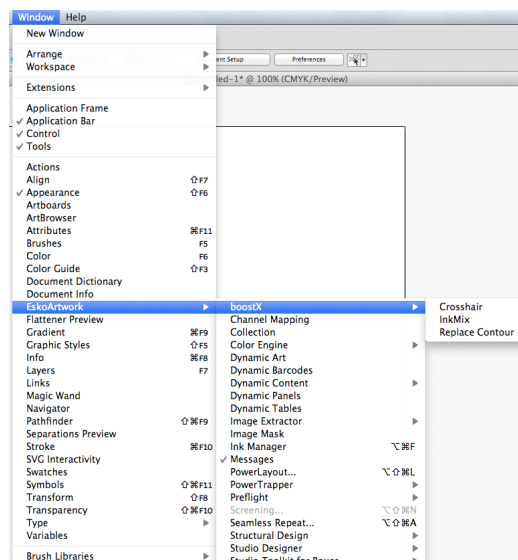 Window Help
New Window
Arrange
Workspace
ent Setup
Preferences
led-1* @ 100% (CMYK/Preview)
Extensions
Application Frame
✓ Application Bar
✓ Control
✓ Tools
Actions
Align ⇧F7
✓ Appearance ⇧F6
Artboards
ArtBrowser
Attributes ⌘F11
Brushes F5
Color F6
Color Guide ⇧F3
Document Dictionary
Document Info
EskoArtwork
Flattener Preview
Gradient ⌘F9
Graphic Styles ⇧F5
Info ⌘F8
Layers F7
Links
Magic Wand
Navigator
Pathfinder ⇧⌘F9
Separations Preview
Stroke ⌘F10
SVG Interactivity
Swatches
Symbols ⇧⌘F11
Transform ⇧F8
Transparency ⇧⌘F10
Type
Variables
Brush Libraries
boostX
Channel Mapping
Collection
Color Engine
Dynamic Art
Dynamic Barcodes
Dynamic Content
Dynamic Panels
Dynamic Tables
Image Extractor
Image Mask
Ink Manager ⌥⌘F
✓ Messages
PowerLayout... ⌥⇧⌘L
PowerTrapper
Preflight
Screening... ⌥⇧⌘N
Seamless Repeat... ⌥⇧⌘A
Structural Design
Studio Designer
Studio Toolkit for Boxes
Crosshair
InkMix
Replace Contour